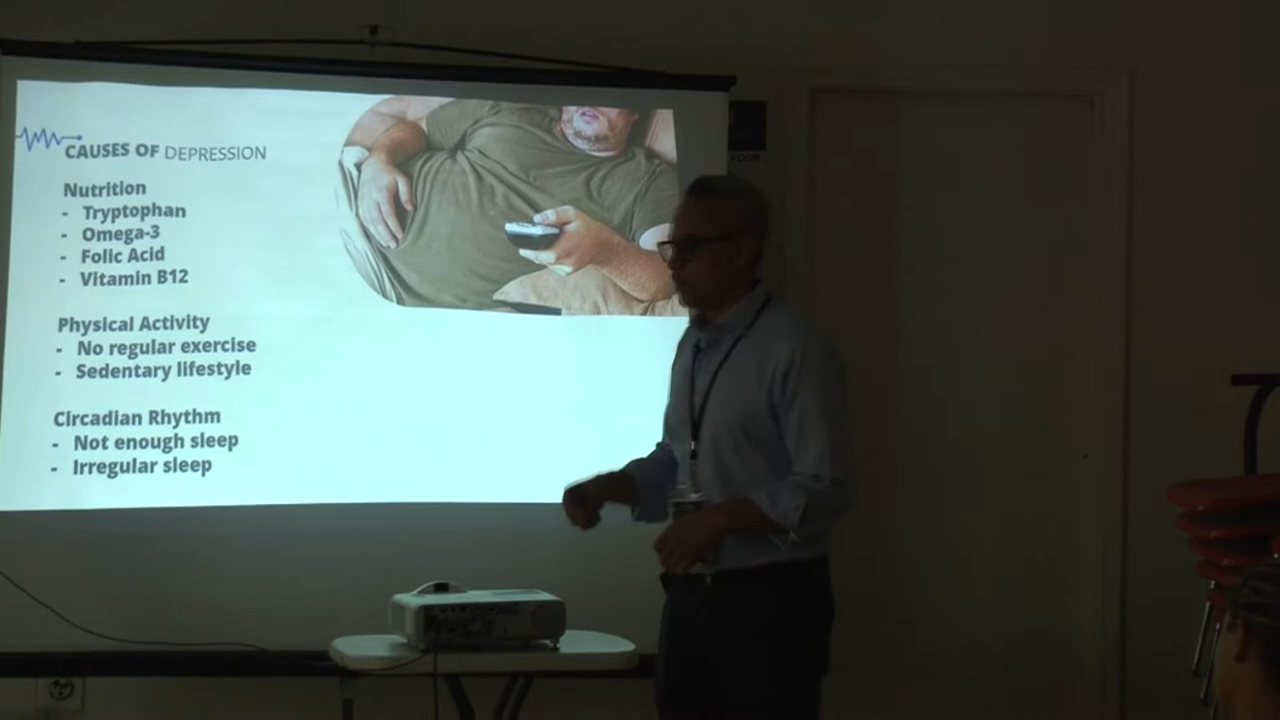 CAUSES OF DEPRESSION
Nutrition
- Tryptophan
- Omega-3
- Folic Acid
- Vitamin B12
Physical Activity
- No regular exercise
- Sedentary lifestyle
Circadian Rhythm
- Not enough sleep
- Irregular sleep